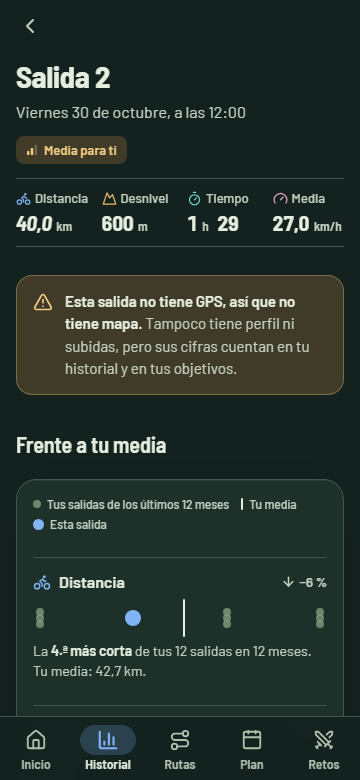 Salida 2
Viernes 30 de octubre, a las 12:00
Media para ti
Distancia Desnivel Tiempo Media
40,0 km 600 m 1 h 29 27,0 km/h
Esta salida no tiene GPS, así que no
tiene mapa. Tampoco tiene perfil ni
subidas, pero sus cifras cuentan en tu
historial y en tus objetivos.
Frente a tu media
Tus salidas de los últimos 12 meses Tu media
Esta salida
Distancia ↓ −6 %
La 4.ª más corta de tus 12 salidas en 12 meses.
Tu media: 42,7 km.
Inicio Historial Rutas Plan Retos